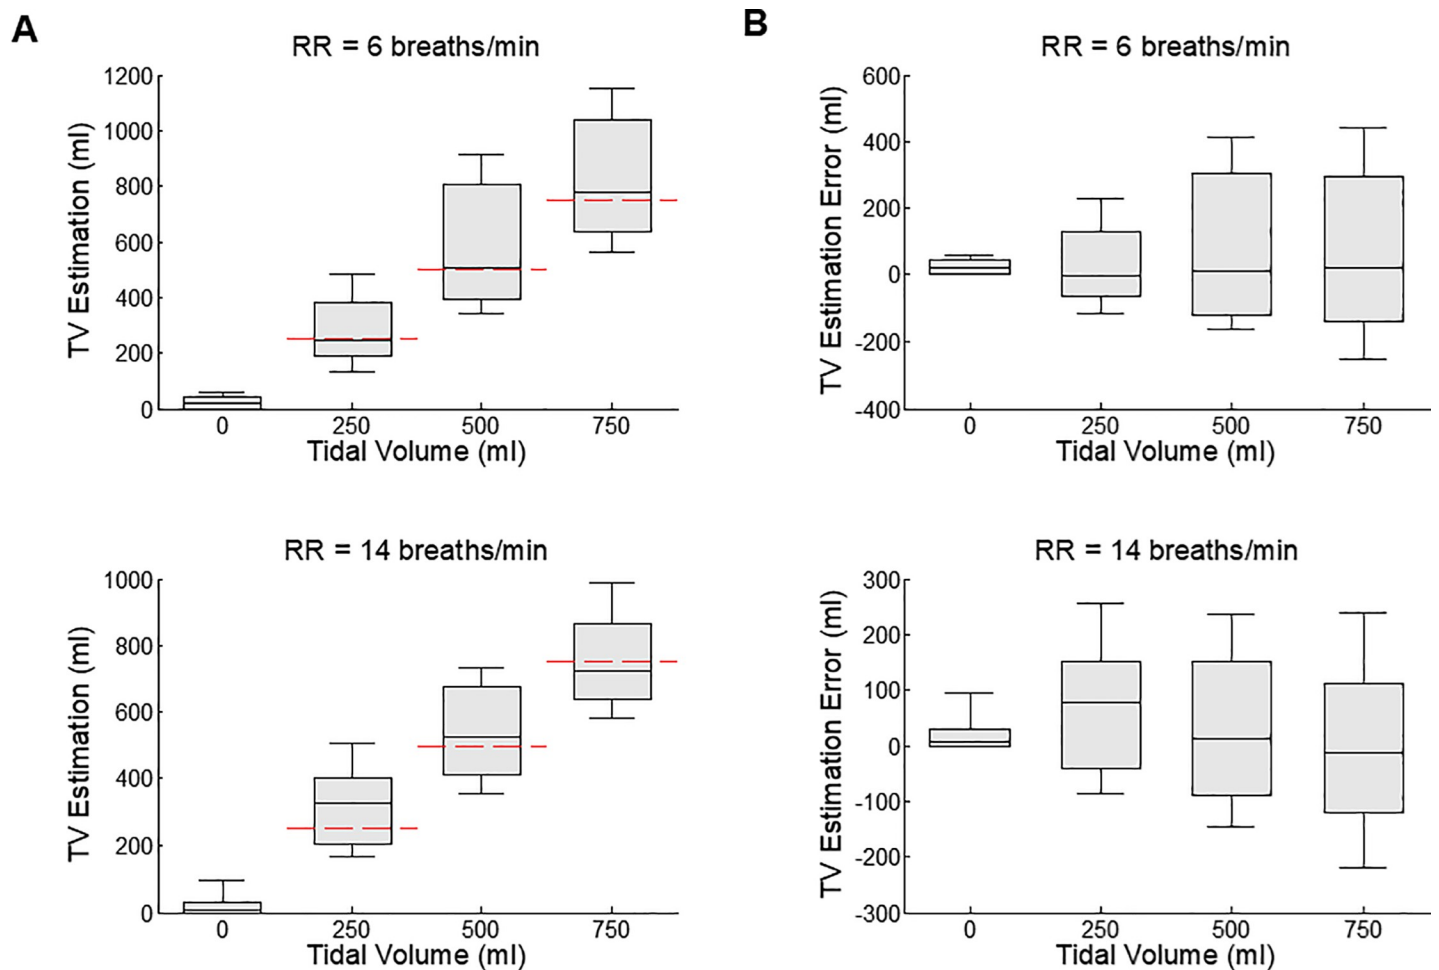 A
RR = 6 breaths/min
TV Estimation (ml)
1200
1000
800
600
400
200
0
0 250 500 750
Tidal Volume (ml)
B
RR = 6 breaths/min
TV Estimation Error (ml)
600
400
200
0
-200
-400
0 250 500 750
Tidal Volume (ml)
RR = 14 breaths/min
TV Estimation (ml)
1000
800
600
400
200
0
0 250 500 750
Tidal Volume (ml)
RR = 14 breaths/min
TV Estimation Error (ml)
300
200
100
0
-100
-200
-300
0 250 500 750
Tidal Volume (ml)